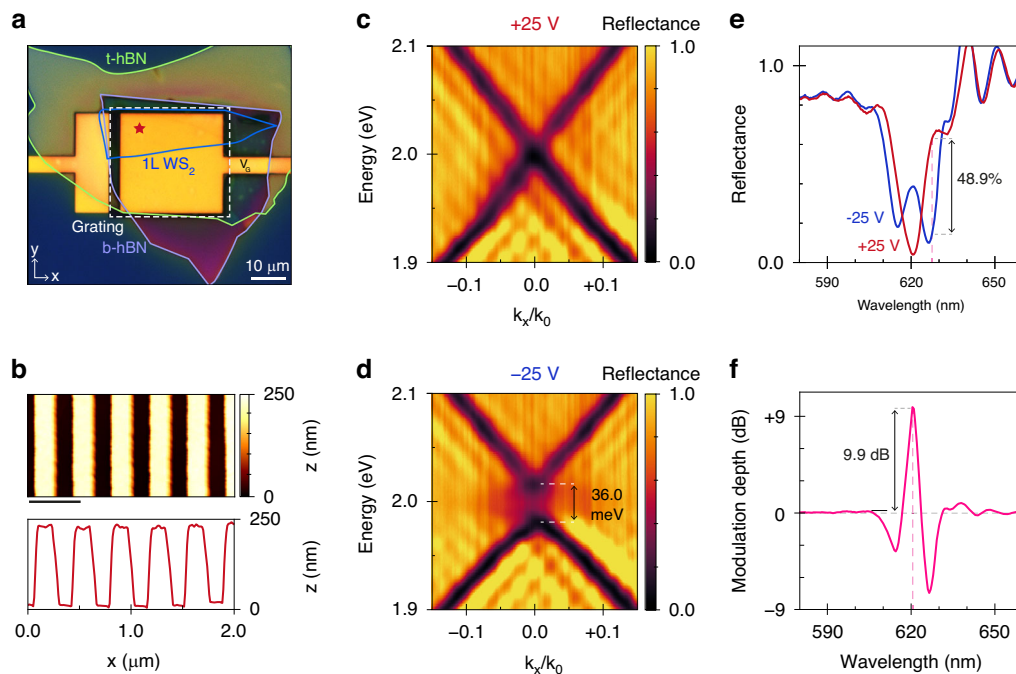 a
t-hBN
1L WS2
VG
Grating
b-hBN
y
x
10 μm
b
250
z (nm)
0
250
z (nm)
0
0.0 1.0 2.0
x (μm)
c
+25 V Reflectance
2.1
2.0
1.9
Energy (eV)
1.0
0.0
−0.1 0.0 +0.1
kx/k0
d
−25 V Reflectance
2.1
2.0
1.9
Energy (eV)
36.0
meV
1.0
0.0
−0.1 0.0 +0.1
kx/k0
e
1.0
0.0
Reflectance
48.9%
-25 V
+25 V
590 620 650
Wavelength (nm)
f
+9
0
−9
Modulation depth (dB)
9.9 dB
590 620 650
Wavelength (nm)